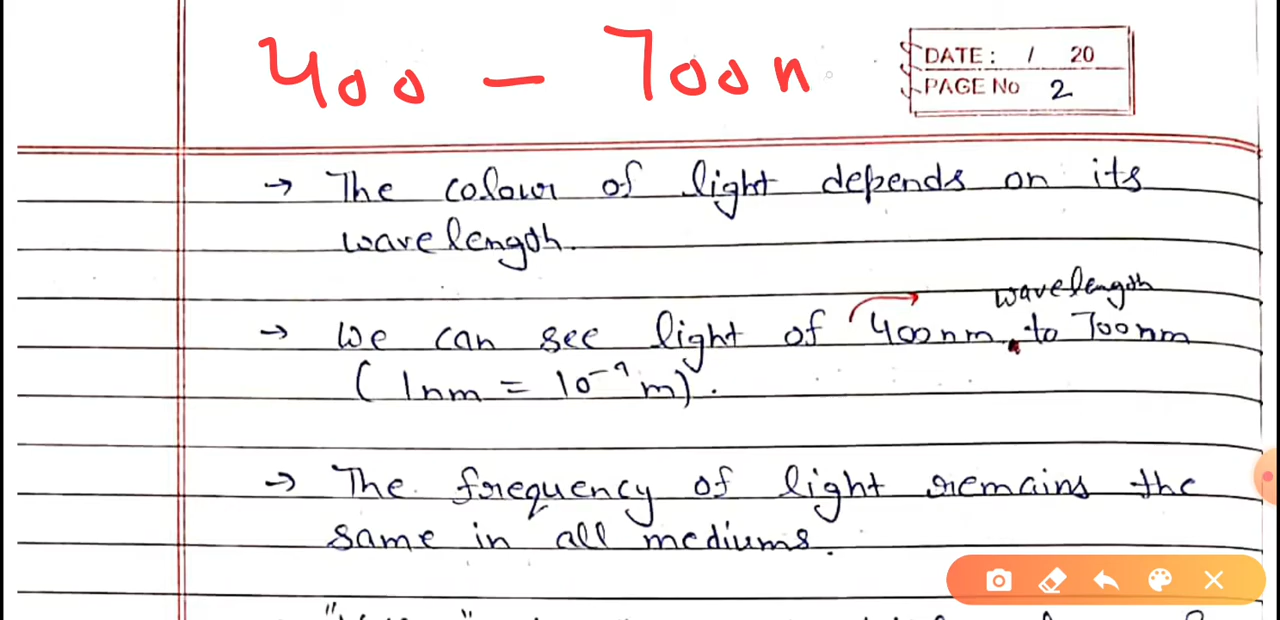 400 - 700n
DATE: / 20
PAGE No 2
→ The colour of light depends on its
wavelength.
wavelength
→ We can see light of 400nm to 700nm
(1nm = 10⁻⁹m).
→ The frequency of light remains the
same in all mediums.